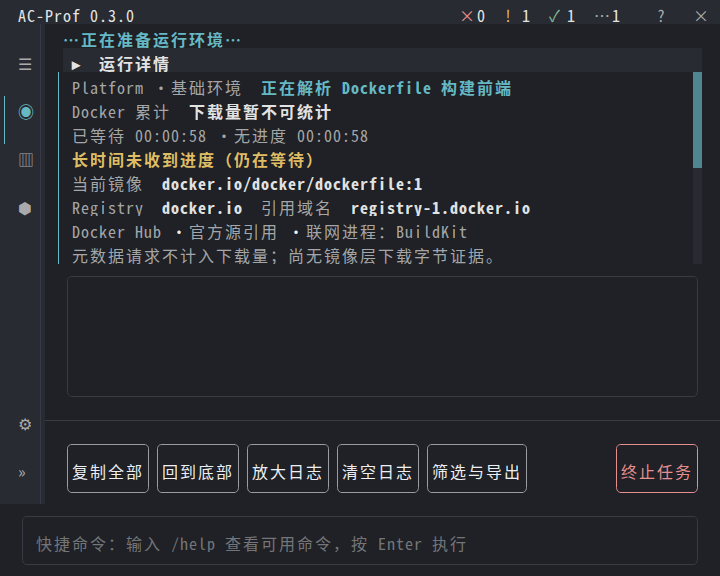 AC-Prof 0.3.0 ×0 ! 1 ✓ 1 ···1 ? ×
···正在准备运行环境···
▶ 运行详情
Platform · 基础环境 正在解析 Dockerfile 构建前端
Docker 累计 下载量暂不可统计
已等待 00:00:58 · 无进度 00:00:58
长时间未收到进度（仍在等待）
当前镜像 docker.io/docker/dockerfile:1
Registry docker.io 引用域名 registry-1.docker.io
Docker Hub · 官方源引用 · 联网进程：BuildKit
元数据请求不计入下载量；尚无镜像层下载字节证据。
»
复制全部 回到底部 放大日志 清空日志 筛选与导出 终止任务
快捷命令：输入 /help 查看可用命令，按 Enter 执行